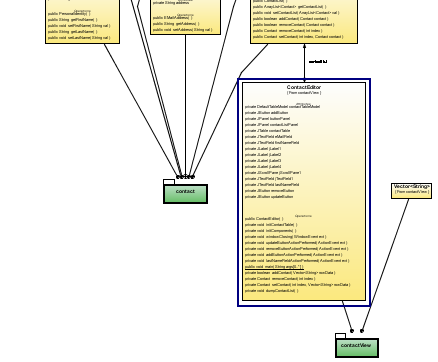 private String address
public PersonIdentity( )
public String getFirstName( )
public void setFirstName( String val )
public String getLastName( )
public void setLastName( String val )
public EMailAddress( )
public String getAddress( )
public void setAddress( String val )
public ContactList( )
public ArrayList<Contact> getContactList( )
public void setContactList( ArrayList<Contact> val )
public boolean addContact( Contact contact )
public boolean removeContact( Contact contact )
public Contact removeContact( int index )
public Contact setContact( int index, Contact contact )
ContactEditor
( From contactView )
Attributes
private DefaultTableModel contactTableModel
private JButton addButton
private JPanel buttonPanel
private JPanel contactListPanel
private JTable contactTable
private JTextField eMailField
private JTextField firstNameField
private JLabel jLabel1
private JLabel jLabel2
private JLabel jLabel3
private JLabel jLabel4
private JScrollPane jScrollPane1
private JTextField jTextField1
private JTextField lastNameField
private JButton removeButton
private JButton updateButton
Operations
public ContactEditor( )
private void initContactTable( )
private void initComponents( )
private void windowClosing( WindowEvent evt )
private void updateButtonActionPerformed( ActionEvent evt )
private void removeButtonActionPerformed( ActionEvent evt )
private void addButtonActionPerformed( ActionEvent evt )
private void lastNameFieldActionPerformed( ActionEvent evt )
public void main( String args[0..*] )
private boolean addContact( Vector<String> rowData )
private Contact removeContact( int index )
private Contact setContact( int index, Vector<String> rowData )
private void dumpContactList( )
contact
Vector<String>
( From contactView )
contactView